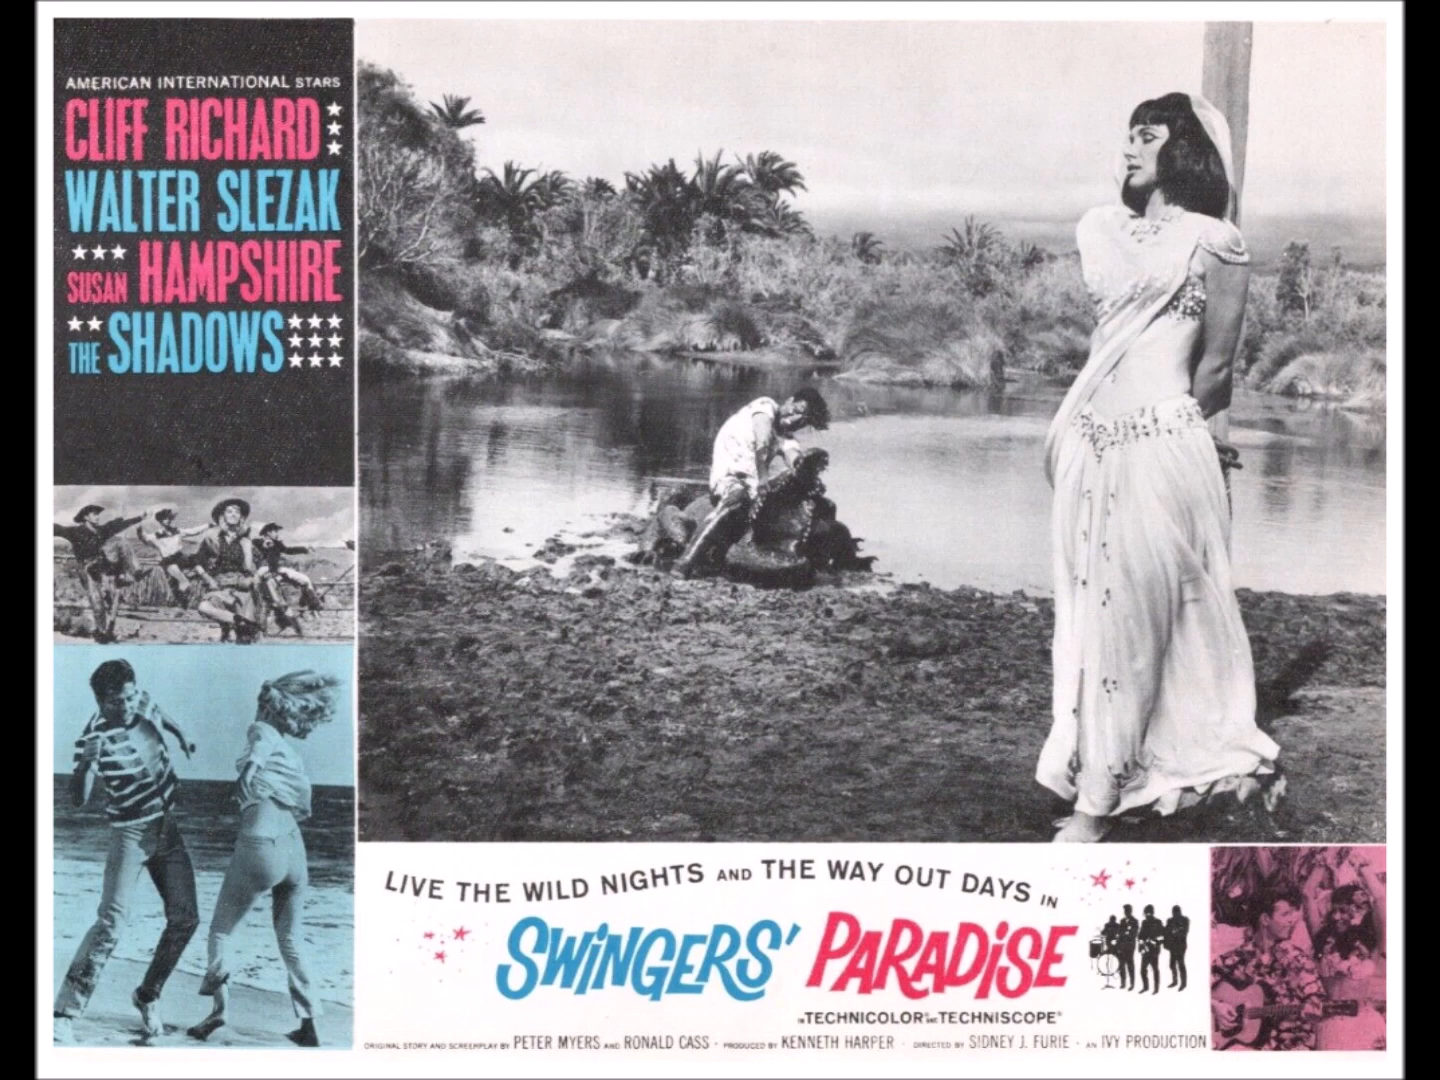 AMERICAN INTERNATIONAL STARS
CLIFF RICHARD
WALTER SLEZAK
SUSAN HAMPSHIRE
THE SHADOWS
LIVE THE WILD NIGHTS AND THE WAY OUT DAYS IN
SWINGERS' PARADISE
IN TECHNICOLOR® AND TECHNISCOPE®
ORIGINAL STORY AND SCREENPLAY BY PETER MYERS AND RONALD CASS · PRODUCED BY KENNETH HARPER · DIRECTED BY SIDNEY J. FURIE · AN IVY PRODUCTION